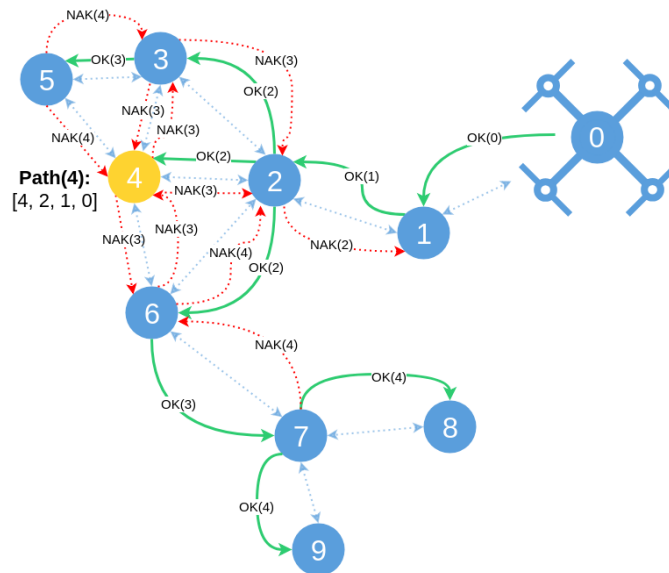 NAK(4)
3
NAK(3)
OK(3)
5
OK(2)
NAK(3)
NAK(3)
NAK(4)
0
OK(0)
OK(2)
Path(4):
[4, 2, 1, 0]
4
NAK(3)
2
OK(1)
NAK(3)
NAK(3)
NAK(2)
1
NAK(4)
OK(2)
6
NAK(4)
OK(4)
OK(3)
7
8
OK(4)
9